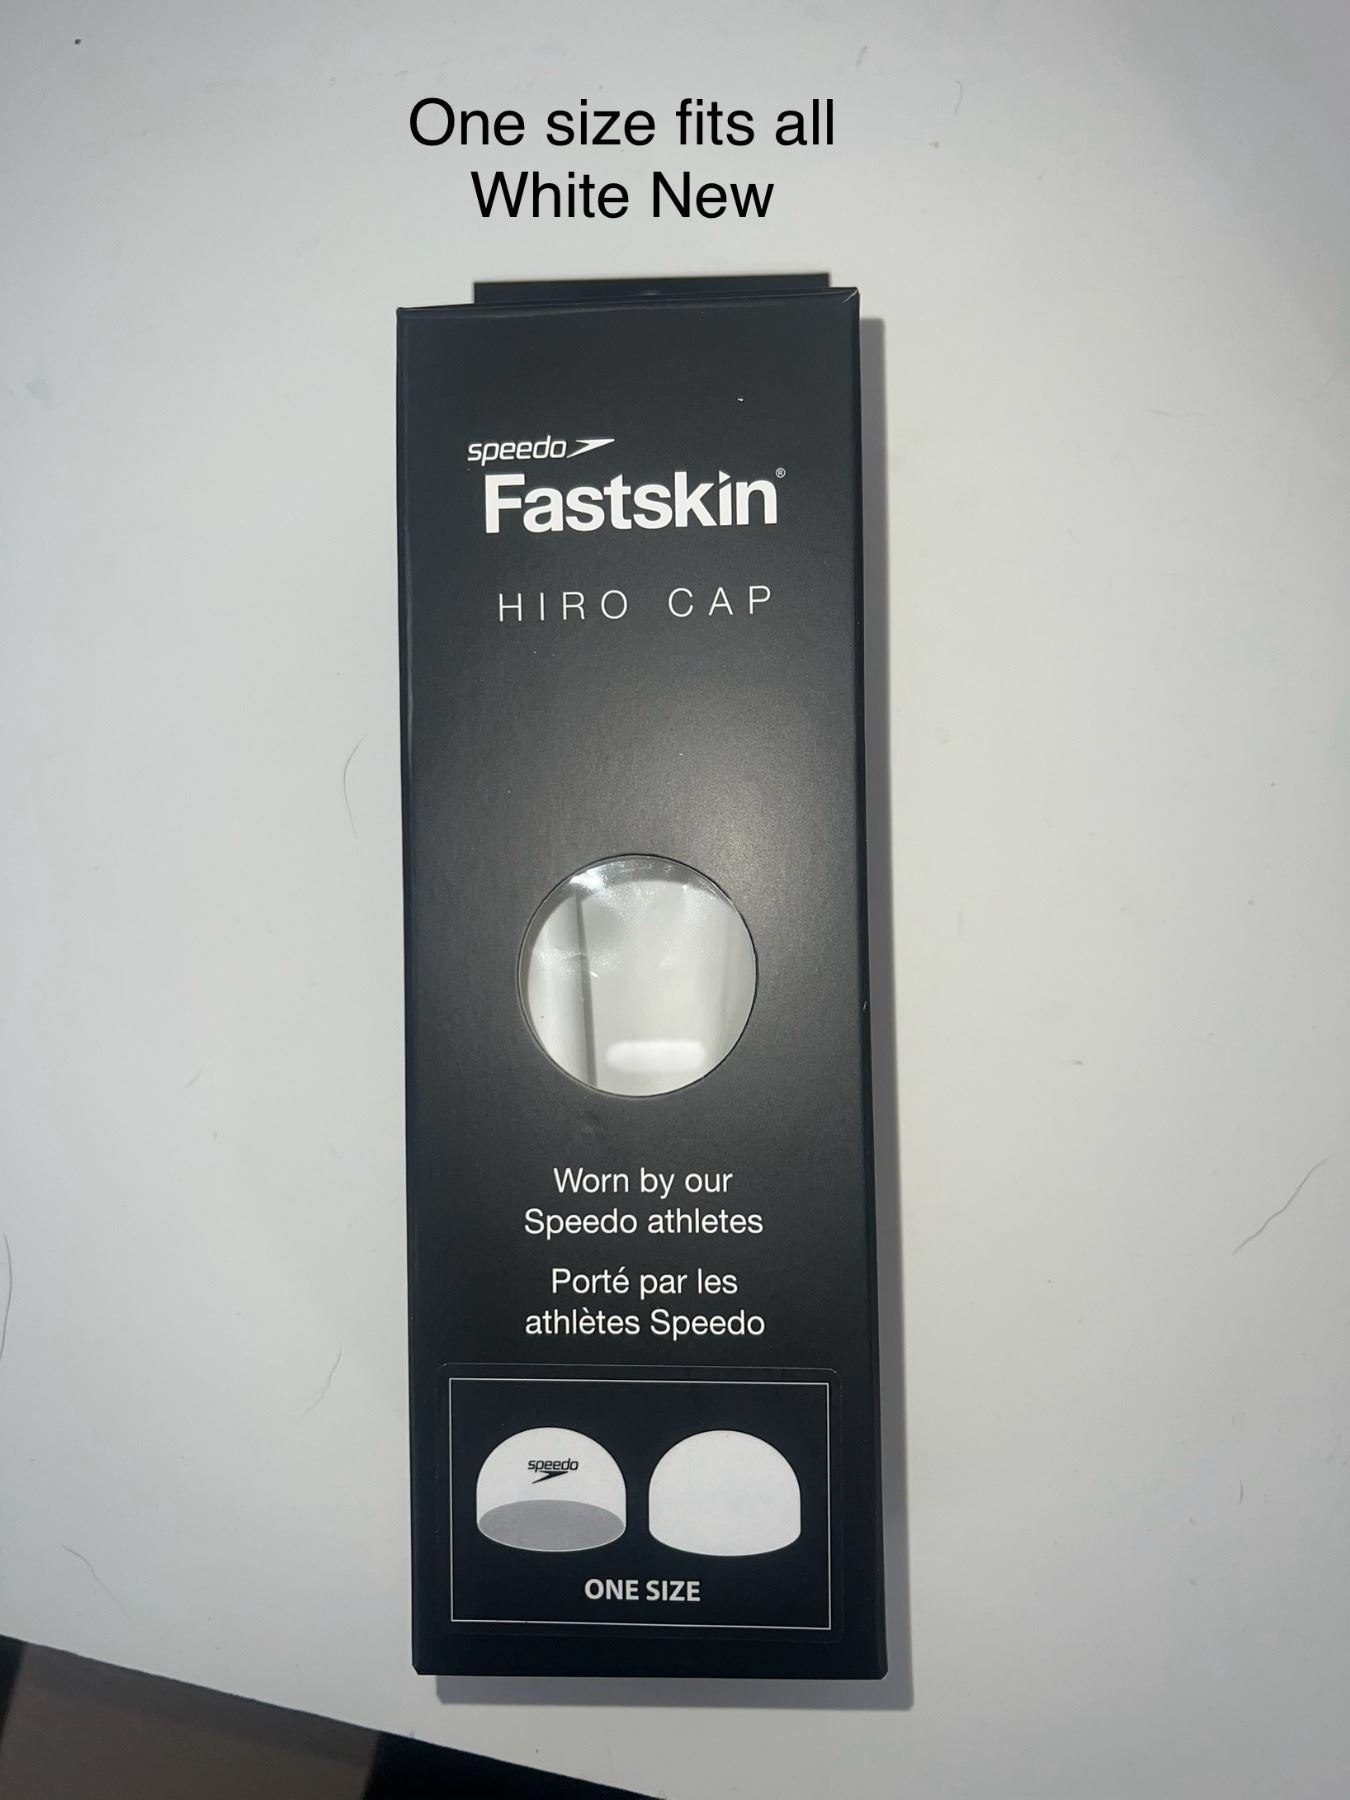 One size fits all
White New
speedo
Fastskin®
HIRO CAP
Worn by our
Speedo athletes
Porté par les
athlètes Speedo
speedo
ONE SIZE